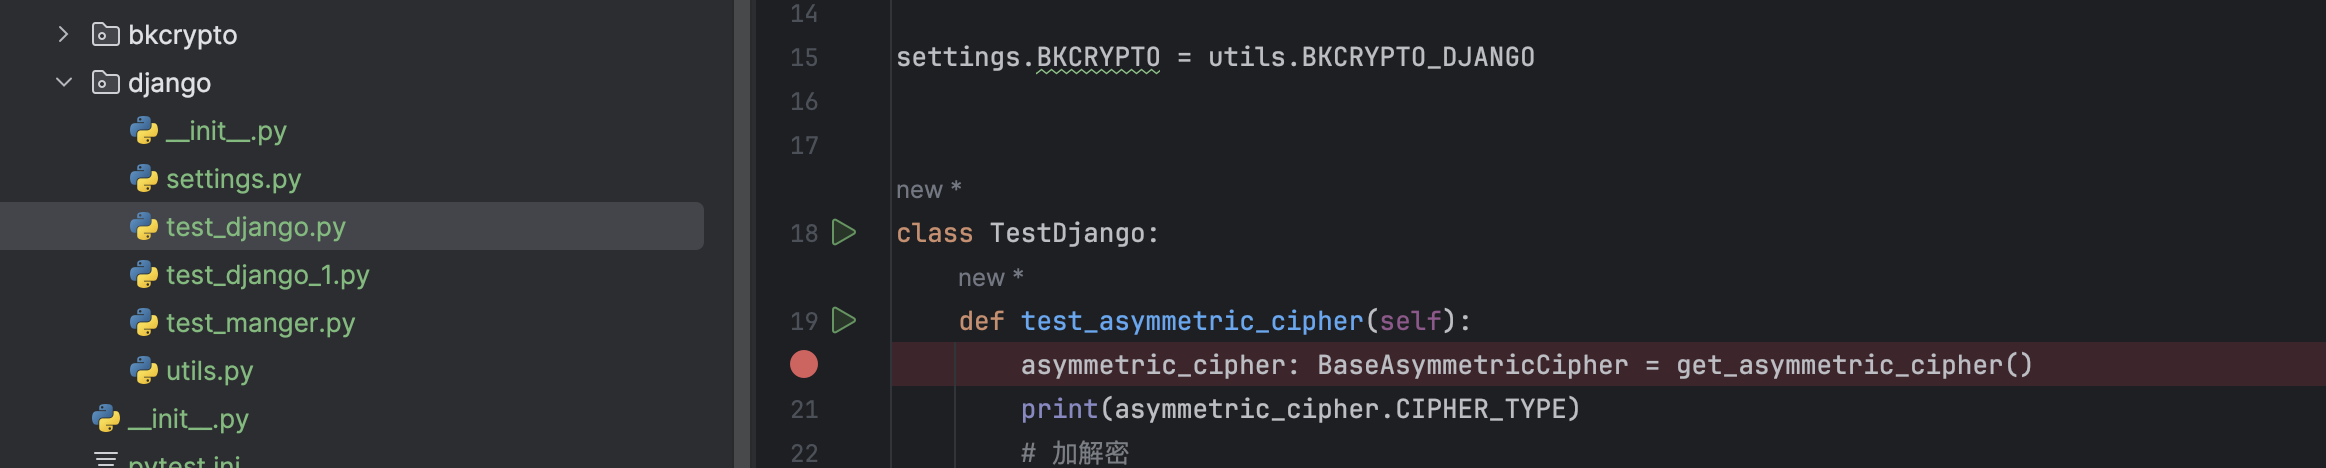 bkcrypto
django
__init__.py
settings.py
test_django.py
test_django_1.py
test_manger.py
utils.py
__init__.py
pytest.ini
14
15 settings.BKCRYPTO = utils.BKCRYPTO_DJANGO
16
17
new *
18 class TestDjango:
new *
19 def test_asymmetric_cipher(self):
asymmetric_cipher: BaseAsymmetricCipher = get_asymmetric_cipher()
21 print(asymmetric_cipher.CIPHER_TYPE)
22 # 加解密